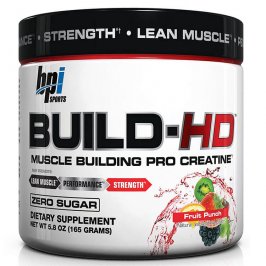 STRENGTH*† • LEAN MUSCLE*
bpi
SPORTS
BUILD-HD™
MUSCLE BUILDING PRO CREATINE*
LEAN MUSCLE* PERFORMANCE* STRENGTH*
ZERO SUGAR
DIETARY SUPPLEMENT
NET WT 5.8 OZ (165 GRAMS)
Fruit Punch